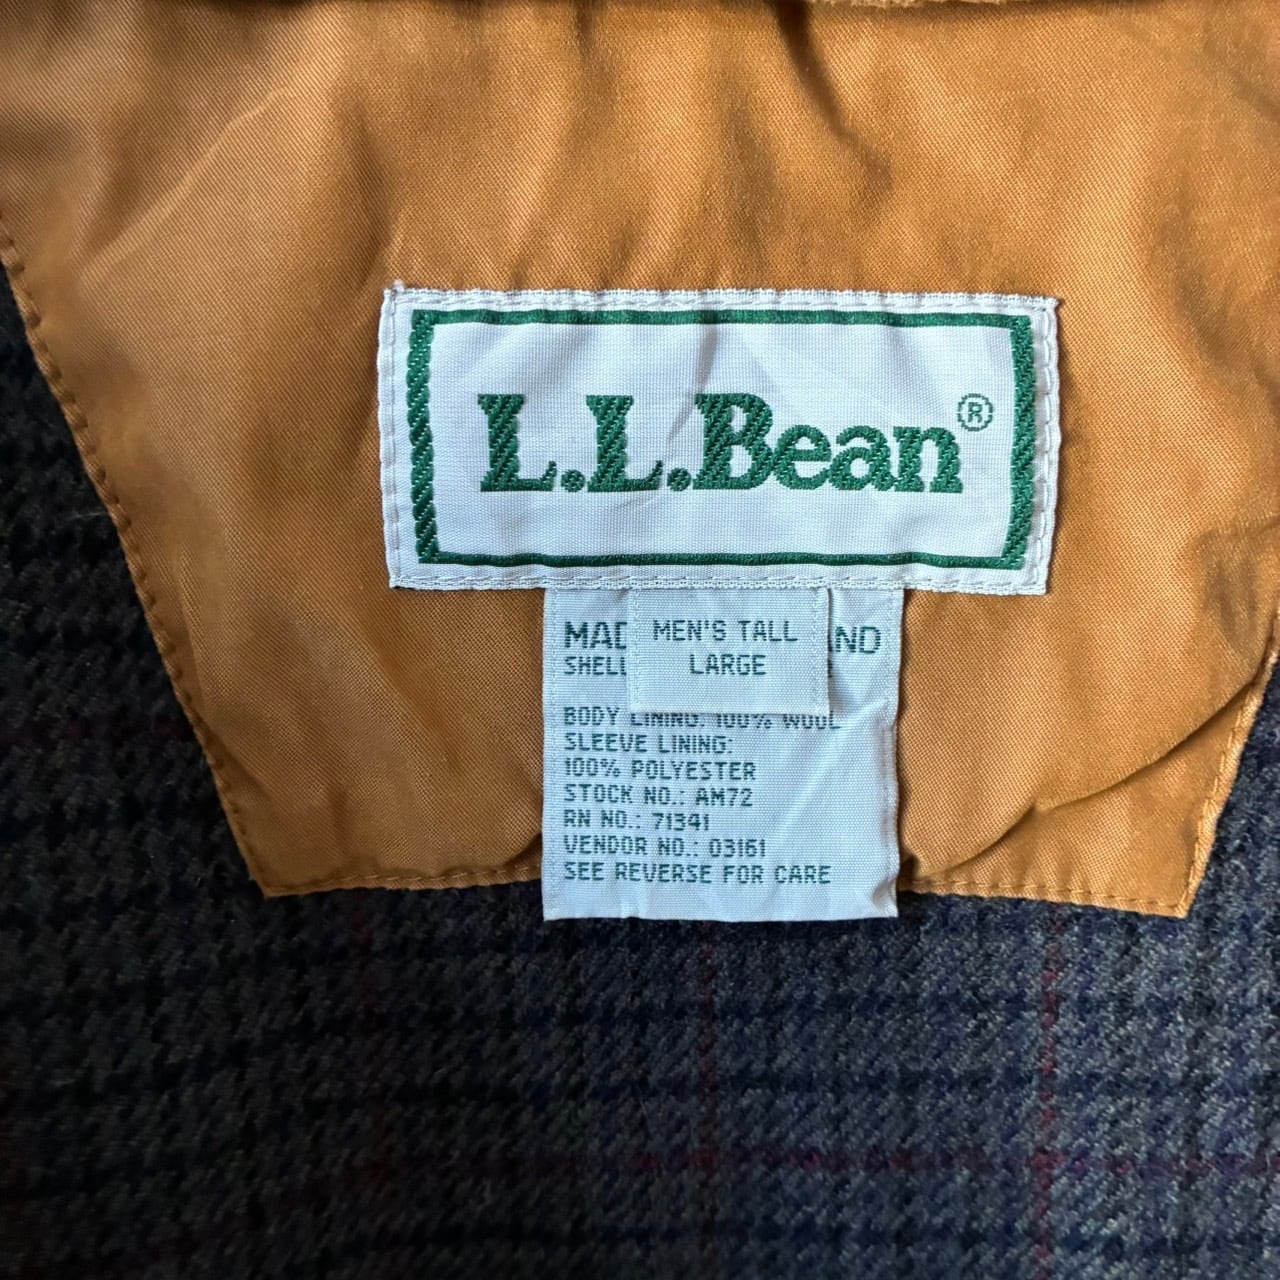 L.L.Bean®
MEN'S TALL
LARGE
BODY LINING: 100% WOOL
SLEEVE LINING:
100% POLYESTER
STOCK NO.: AM72
RN NO.: 71341
VENDOR NO.: 03161
SEE REVERSE FOR CARE